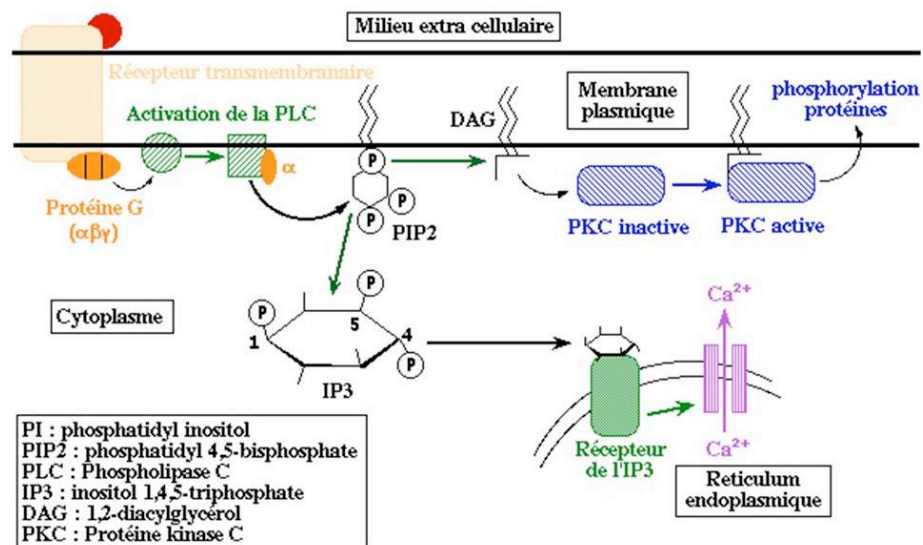 Milieu extra cellulaire
Récepteur transmembranaire
Activation de la PLC
DAG
Membrane
plasmique
phosphorylation
protéines
P
α
Protéine G
(αβγ)
P
P
PIP2
PKC inactive
PKC active
Cytoplasme
P
P
1
5
4
P
IP3
Ca²⁺
Ca²⁺
Récepteur
de l'IP3
Reticulum
endoplasmique
PI : phosphatidyl inositol
PIP2 : phosphatidyl 4,5-bisphosphate
PLC : Phospholipase C
IP3 : inositol 1,4,5-triphosphate
DAG : 1,2-diacylglycérol
PKC : Protéine kinase C